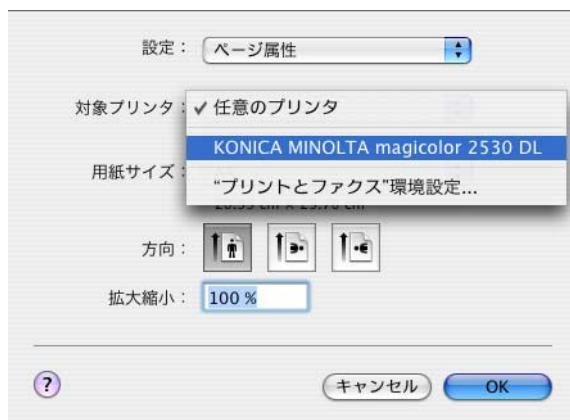 設定： ページ属性
対象プリンタ： ✓ 任意のプリンタ
KONICA MINOLTA magicolor 2530 DL
用紙サイズ：
“プリントとファクス”環境設定...
方向：
拡大縮小： 100 %
?
キャンセル OK